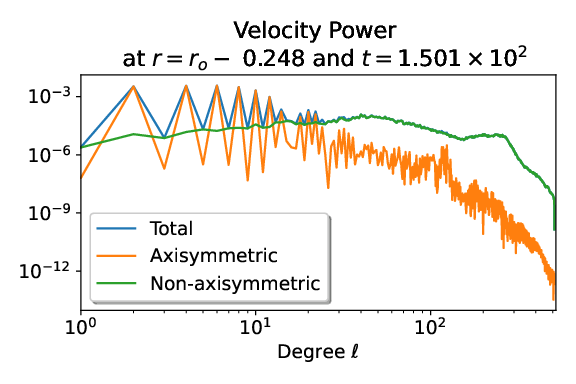 Velocity Power
at r = r_o − 0.248 and t = 1.501 × 10^2
10^−3
10^−6
10^−9
10^−12
Total
Axisymmetric
Non-axisymmetric
10^0 10^1 10^2
Degree ℓ